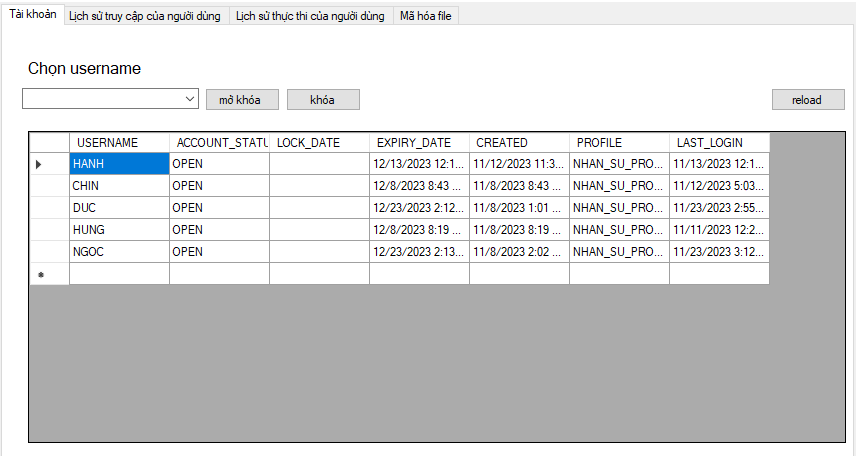 Tài khoản Lịch sử truy cập của người dùng Lịch sử thực thi của người dùng Mã hóa file
Chọn username
mở khóa khóa reload
USERNAME ACCOUNT_STATU LOCK_DATE EXPIRY_DATE CREATED PROFILE LAST_LOGIN
HANH OPEN 12/13/2023 12:1... 11/12/2023 11:3... NHAN_SU_PRO... 11/13/2023 12:1...
CHIN OPEN 12/8/2023 8:43 ... 11/8/2023 8:43 ... NHAN_SU_PRO... 11/12/2023 5:03...
DUC OPEN 12/23/2023 2:12... 11/8/2023 1:01 ... NHAN_SU_PRO... 11/23/2023 2:55...
HUNG OPEN 12/8/2023 8:19 ... 11/8/2023 8:19 ... NHAN_SU_PRO... 11/11/2023 12:2...
NGOC OPEN 12/23/2023 2:13... 11/8/2023 2:02 ... NHAN_SU_PRO... 11/23/2023 3:12...